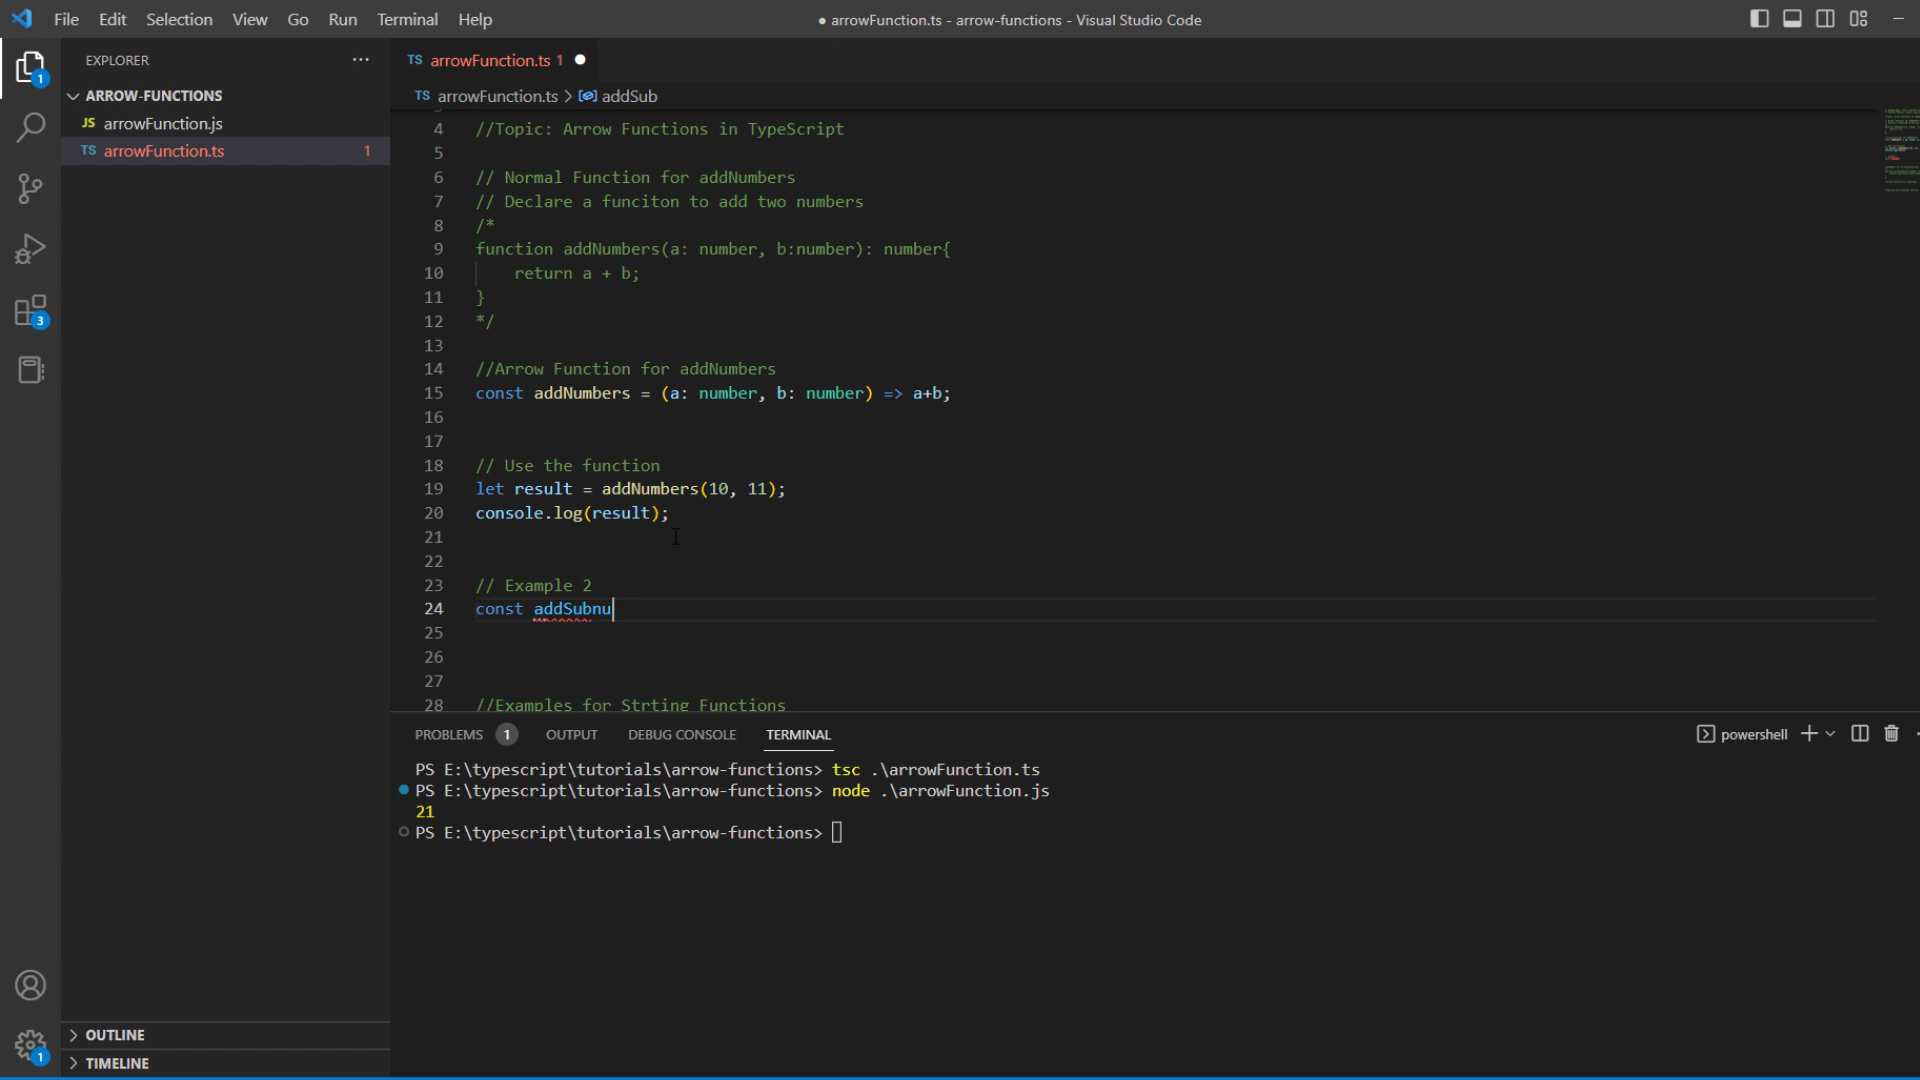 File Edit Selection View Go Run Terminal Help
● arrowFunction.ts - arrow-functions - Visual Studio Code
EXPLORER ···
ARROW-FUNCTIONS
JS arrowFunction.js
TS arrowFunction.ts 1
1
3
1
TS arrowFunction.ts 1
TS arrowFunction.ts > addSub
4 //Topic: Arrow Functions in TypeScript
5
6 // Normal Function for addNumbers
7 // Declare a funciton to add two numbers
8 /*
9 function addNumbers(a: number, b:number): number{
10 return a + b;
11 }
12 */
13
14 //Arrow Function for addNumbers
15 const addNumbers = (a: number, b: number) => a+b;
16
17
18 // Use the function
19 let result = addNumbers(10, 11);
20 console.log(result);
21
22
23 // Example 2
24 const addSubnu
25
26
27
28 //Examples for Strting Functions
PROBLEMS 1 OUTPUT DEBUG CONSOLE TERMINAL
powershell
PS E:\typescript\tutorials\arrow-functions> tsc .\arrowFunction.ts
PS E:\typescript\tutorials\arrow-functions> node .\arrowFunction.js
21
PS E:\typescript\tutorials\arrow-functions>
OUTLINE
TIMELINE